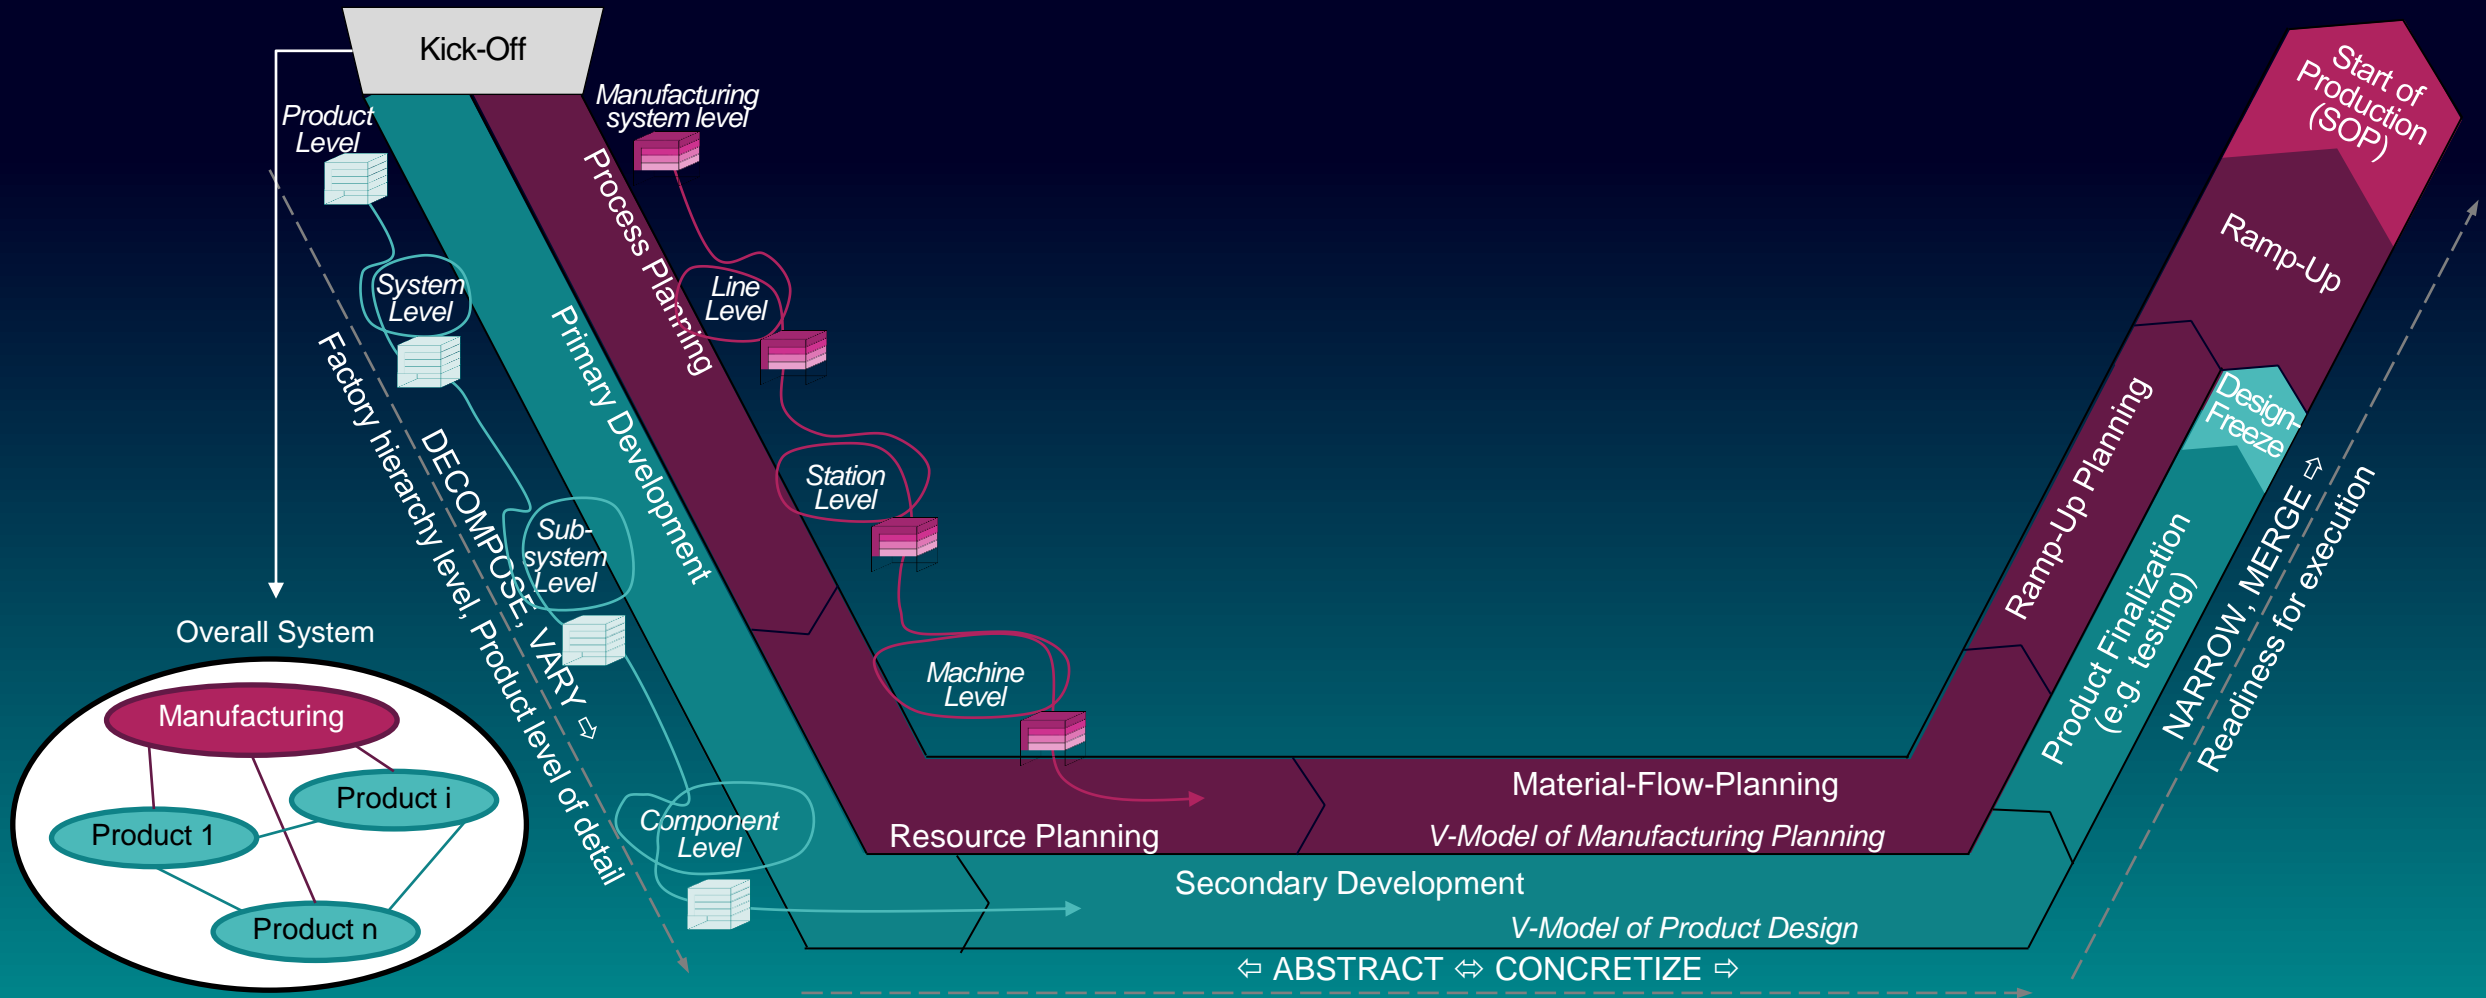 Kick-Off
Product
Level
Manufacturing
system level
System
Level
Line
Level
Sub-
system
Level
Station
Level
Component
Level
Machine
Level
Process Planning
Primary Development
DECOMPOSE, VARY ⇩
Factory hierarchy level, Product level of detail
Overall System
Manufacturing
Product i
Product 1
Product n
Resource Planning
Material-Flow-Planning
V-Model of Manufacturing Planning
Secondary Development
V-Model of Product Design
⇦ ABSTRACT ⬄ CONCRETIZE ⇨
Ramp-Up Planning
Product Finalization
(e.g. testing)
Design-
Freeze
Ramp-Up
Start of
Production
(SOP)
NARROW, MERGE ⇧
Readiness for execution